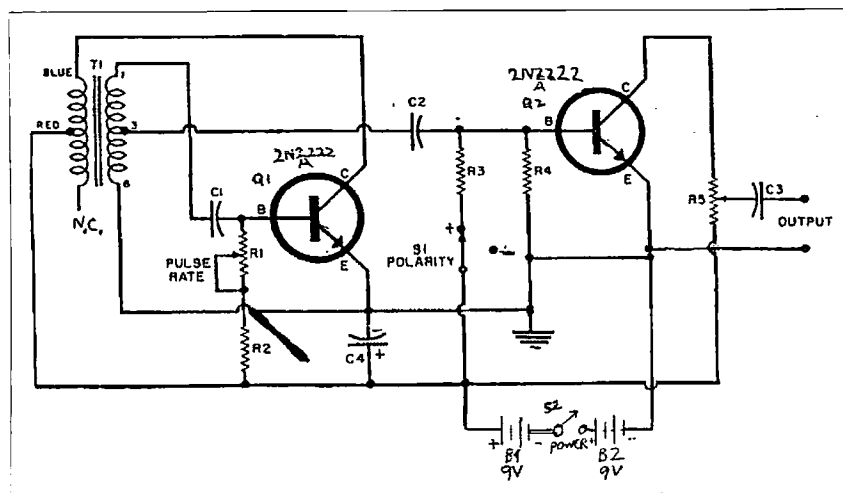 BLUE
T1
1
RED
3
6
N.C.
C1
2N2222
A
Q1
B
C
E
R1
PULSE
RATE
R2
C4
+
-
C2
R3
R4
+
S1
POLARITY
-
2N2222
A
Q2
B
C
E
R5
C3
OUTPUT
+
-
S2
POWER
+
-
B1
9V
B2
9V